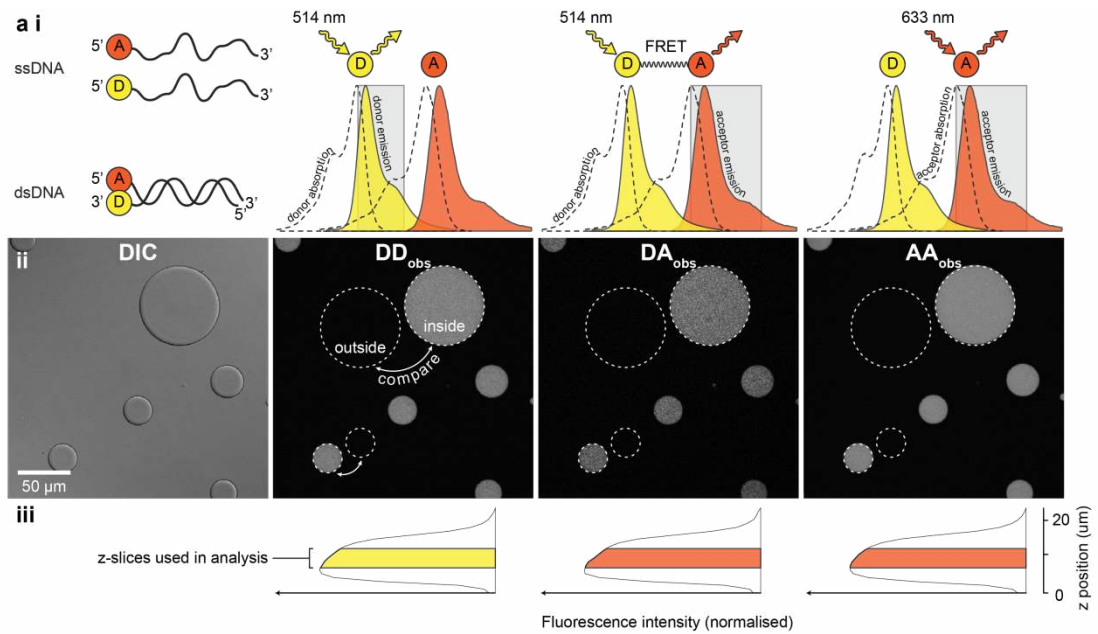 a i
514 nm
514 nm
633 nm
5'
A
3'
ssDNA
5'
D
3'
dsDNA
5'
A
3'
D
3'
5'
D
A
D
FRET
A
D
A
donor absorption
donor emission
donor absorption
acceptor emission
acceptor absorption
acceptor emission
ii
DIC
DDobs
DAobs
AAobs
inside
outside
compare
50 µm
iii
z-slices used in analysis
20
0
z position (um)
Fluorescence intensity (normalised)